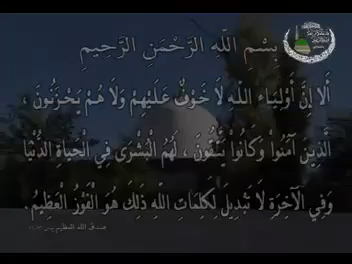 بِسْمِ اللَّهِ الرَّحْمَنِ الرَّحِيمِ
أَلَا إِنَّ أَوْلِيَاءَ اللَّهِ لَا خَوْفٌ عَلَيْهِمْ وَلَا هُمْ يَحْزَنُونَ ،
الَّذِينَ آمَنُوا وَكَانُوا يَتَّقُونَ ، لَهُمُ الْبُشْرَى فِي الْحَيَاةِ الدُّنْيَا
وَفِي الْآخِرَةِ لَا تَبْدِيلَ لِكَلِمَاتِ اللَّهِ ذَلِكَ هُوَ الْفَوْزُ الْعَظِيمُ.
صدق الله العظيم